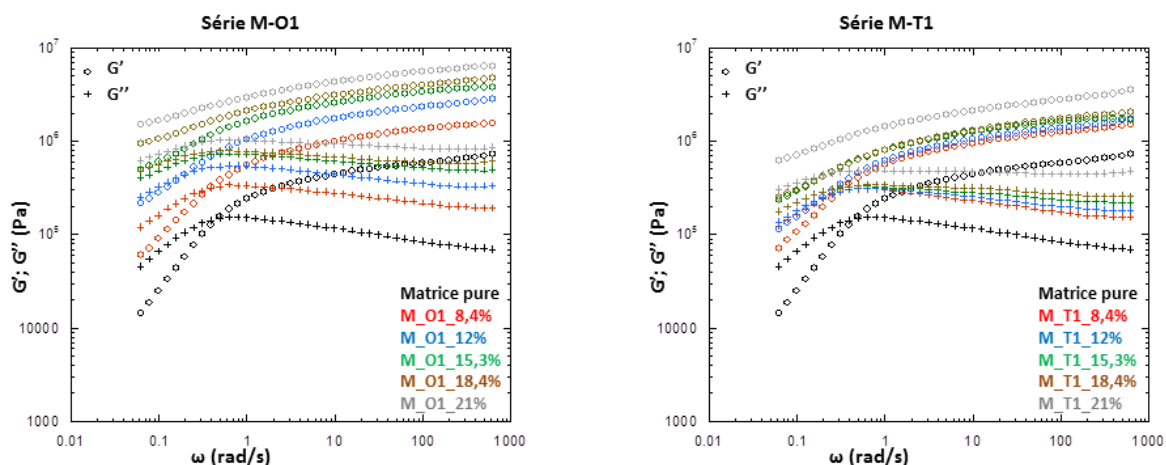 Série M-O1
10⁷
G'
G''
10⁶
10⁵
10000
1000
G'; G'' (Pa)
Matrice pure
M_O1_8,4%
M_O1_12%
M_O1_15,3%
M_O1_18,4%
M_O1_21%
0.01 0.1 1 10 100 1000
ω (rad/s)
Série M-T1
10⁷
G'
G''
10⁶
10⁵
10000
1000
G'; G'' (Pa)
Matrice pure
M_T1_8,4%
M_T1_12%
M_T1_15,3%
M_T1_18,4%
M_T1_21%
0.01 0.1 1 10 100 1000
ω (rad/s)